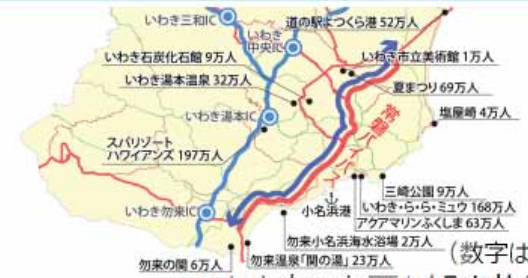 いわき三和IC
道の駅よつくら港 52万人
いわき
中央IC
いわき石炭化石館 9万人
いわき市立美術館 1万人
いわき湯本温泉 32万人
夏まつり 69万人
塩屋崎 4万人
いわき湯本IC
常磐バイパス
スパリゾート
ハワイアンズ 197万人
三崎公園 9万人
いわき勿来IC
小名浜港
いわき・ら・ら・ミュウ 168万人
アクアマリンふくしま 63万人
勿来小名浜海水浴場 2万人
(数字は
勿来の関 6万人
勿来温泉「関の湯」 23万人